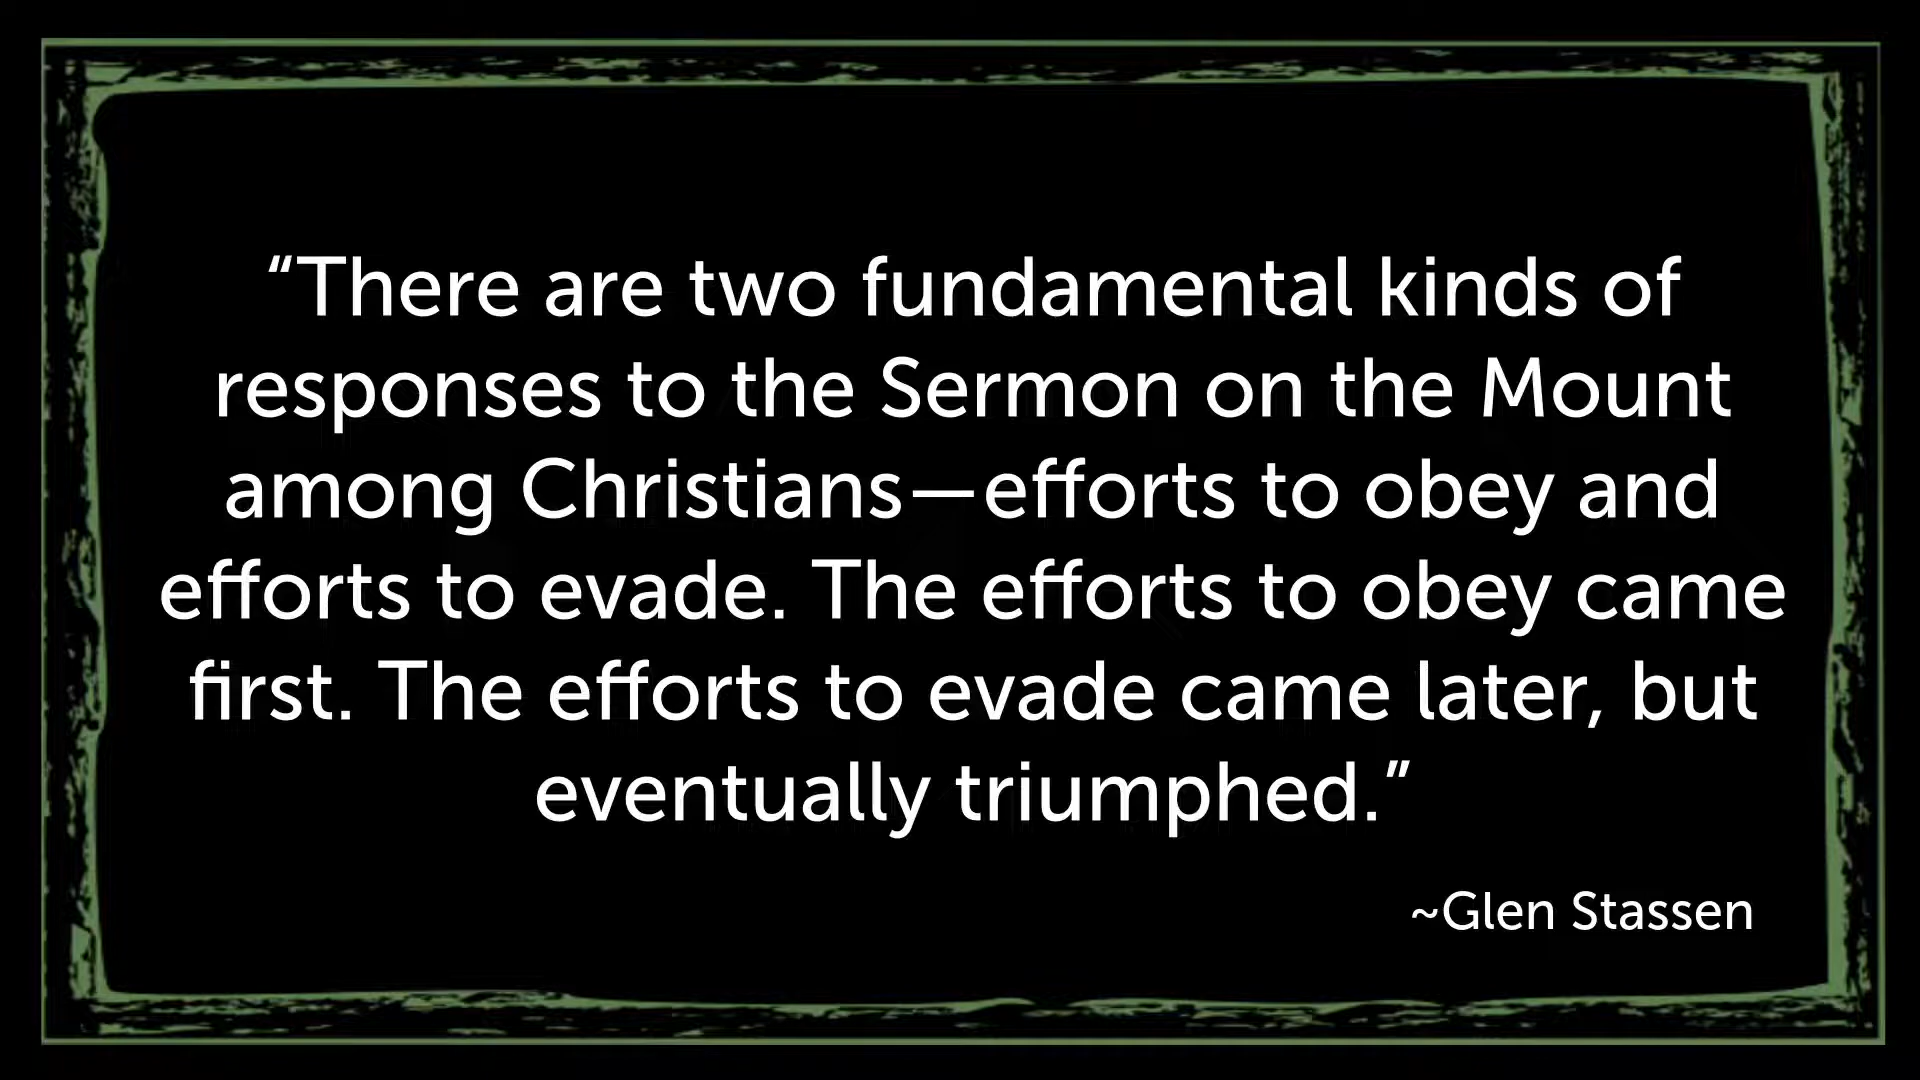 “There are two fundamental kinds of
responses to the Sermon on the Mount
among Christians—efforts to obey and
efforts to evade. The efforts to obey came
first. The efforts to evade came later, but
eventually triumphed.”
~Glen Stassen